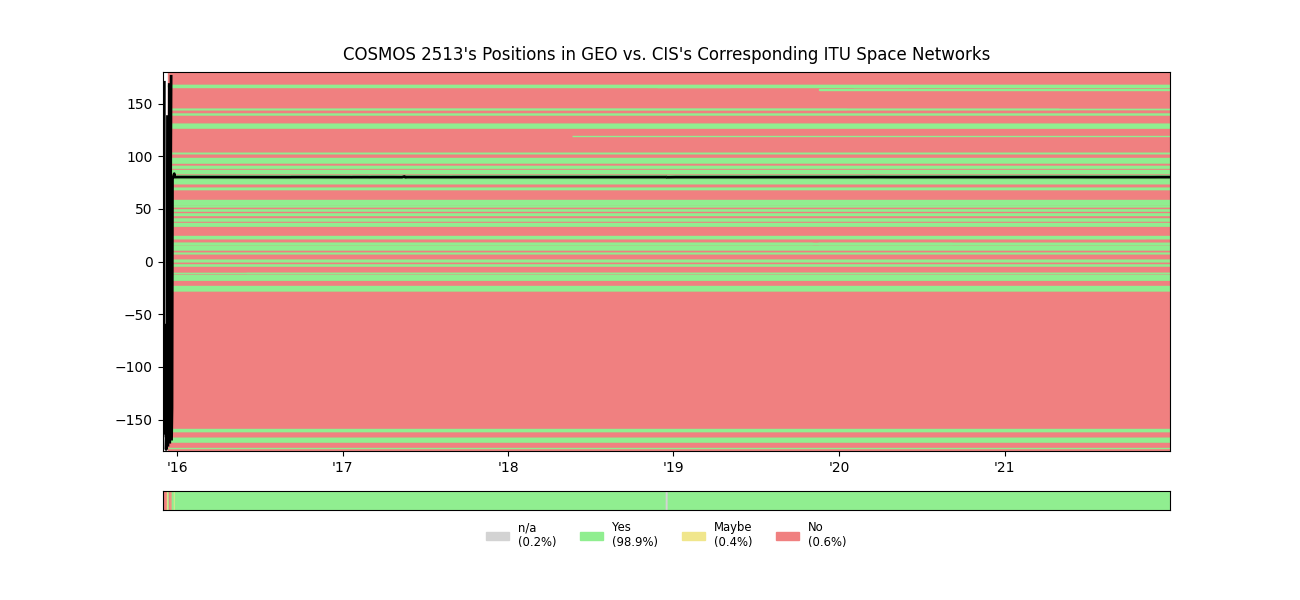 COSMOS 2513's Positions in GEO vs. CIS's Corresponding ITU Space Networks
150
100
50
0
−50
−100
−150
'16 '17 '18 '19 '20 '21
n/a Yes Maybe No
(0.2%) (98.9%) (0.4%) (0.6%)